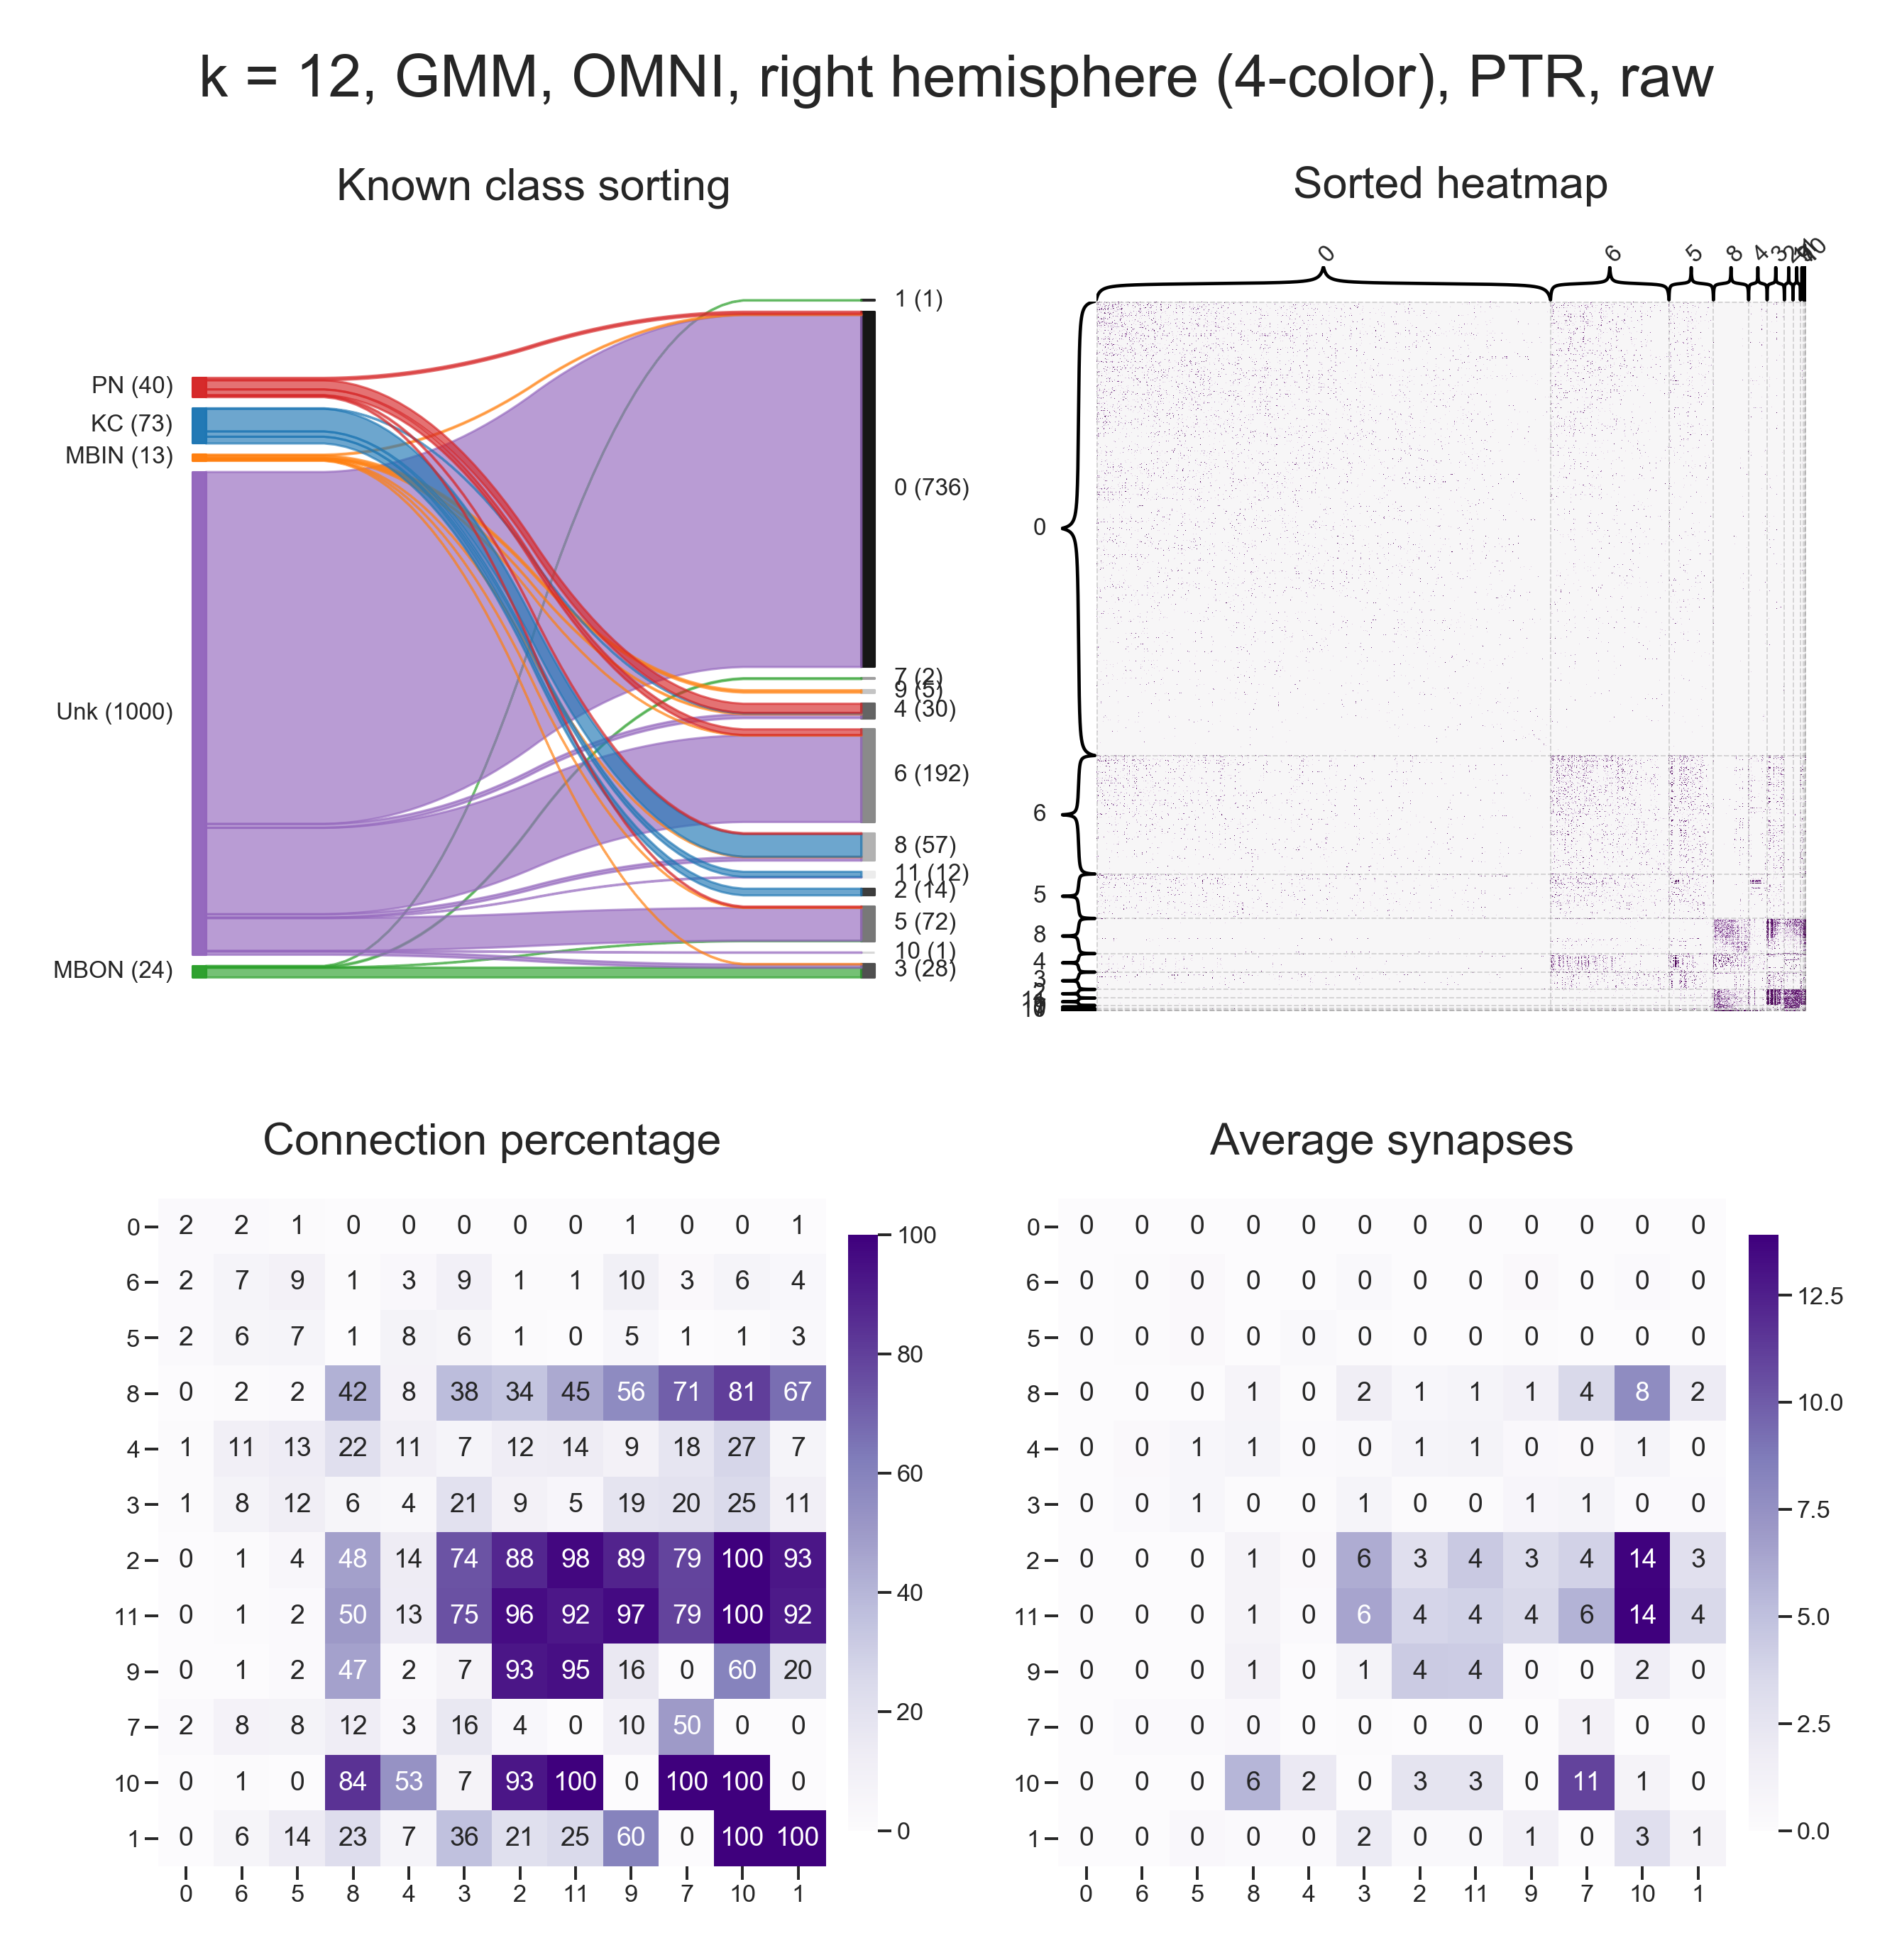 k = 12, GMM, OMNI, right hemisphere (4-color), PTR, raw
Known class sorting
PN (40)
KC (73)
MBIN (13)
Unk (1000)
MBON (24)
1 (1)
0 (736)
7 (2)
9 (5)
4 (30)
6 (192)
8 (57)
11 (12)
2 (14)
5 (72)
10 (1)
3 (28)
Sorted heatmap
0 6 5 8 4 3
0
6
5
8
4
3
Connection percentage
0 2 2 1 0 0 0 0 0 1 0 0 1
6 2 7 9 1 3 9 1 1 10 3 6 4
5 2 6 7 1 8 6 1 0 5 1 1 3
8 0 2 2 42 8 38 34 45 56 71 81 67
4 1 11 13 22 11 7 12 14 9 18 27 7
3 1 8 12 6 4 21 9 5 19 20 25 11
2 0 1 4 48 14 74 88 98 89 79 100 93
11 0 1 2 50 13 75 96 92 97 79 100 92
9 0 1 2 47 2 7 93 95 16 0 60 20
7 2 8 8 12 3 16 4 0 10 50 0 0
10 0 1 0 84 53 7 93 100 0 100 100 0
1 0 6 14 23 7 36 21 25 60 0 100 100
0 6 5 8 4 3 2 11 9 7 10 1
100
80
60
40
20
0
Average synapses
0 0 0 0 0 0 0 0 0 0 0 0 0
6 0 0 0 0 0 0 0 0 0 0 0 0
5 0 0 0 0 0 0 0 0 0 0 0 0
8 0 0 0 1 0 2 1 1 1 4 8 2
4 0 0 1 1 0 0 1 1 0 0 1 0
3 0 0 1 0 0 1 0 0 1 1 0 0
2 0 0 0 1 0 6 3 4 3 4 14 3
11 0 0 0 1 0 6 4 4 4 6 14 4
9 0 0 0 1 0 1 4 4 0 0 2 0
7 0 0 0 0 0 0 0 0 0 1 0 0
10 0 0 0 6 2 0 3 3 0 11 1 0
1 0 0 0 0 0 2 0 0 1 0 3 1
0 6 5 8 4 3 2 11 9 7 10 1
12.5
10.0
7.5
5.0
2.5
0.0